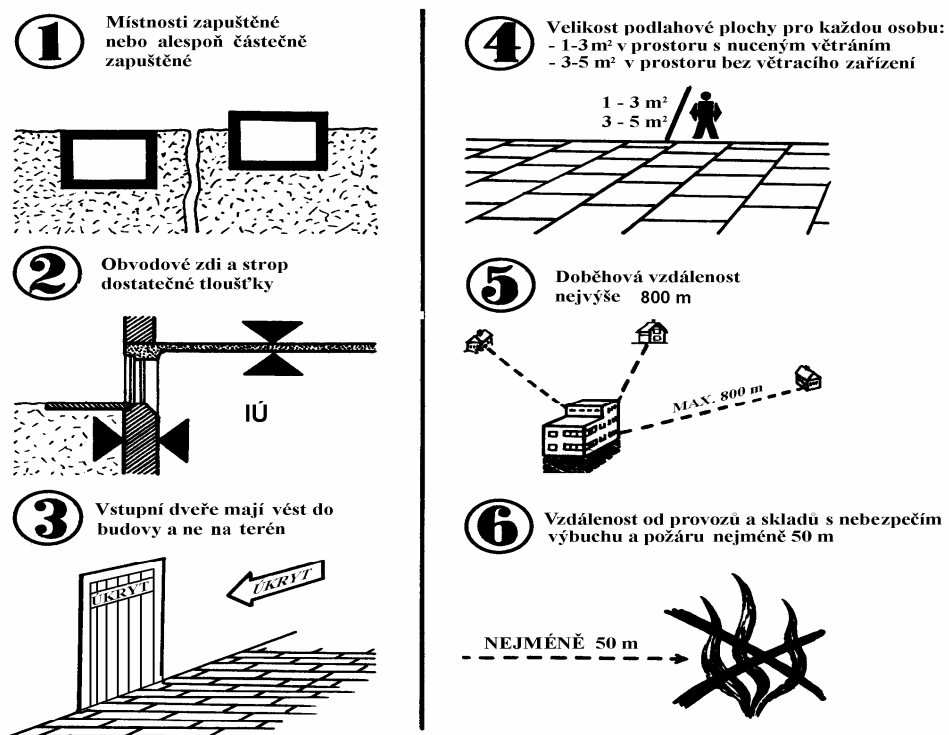 1
Místnosti zapuštěné
nebo alespoň částečně
zapuštěné
2
Obvodové zdi a strop
dostatečné tloušťky
IÚ
3
Vstupní dveře mají vést do
budovy a ne na terén
ÚKRYT
ÚKRYT
4
Velikost podlahové plochy pro každou osobu:
- 1-3 m² v prostoru s nuceným větráním
- 3-5 m² v prostoru bez větracího zařízení
1 - 3 m²
3 - 5 m²
5
Doběhová vzdálenost
nejvýše 800 m
MAX. 800 m
6
Vzdálenost od provozů a skladů s nebezpečím
výbuchu a požáru nejméně 50 m
NEJMÉNĚ 50 m